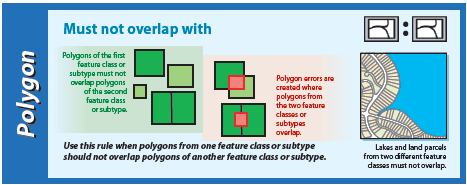 Polygon
Must not overlap with
Polygons of the first
feature class or
subtype must not
overlap polygons
of the second
feature class
or subtype.
Polygon errors are
created where
polygons from
the two feature
classes or
subtypes
overlap.
Use this rule when polygons from one feature class or subtype
should not overlap polygons of another feature class or subtype.
Lakes and land parcels
from two different feature
classes must not overlap.